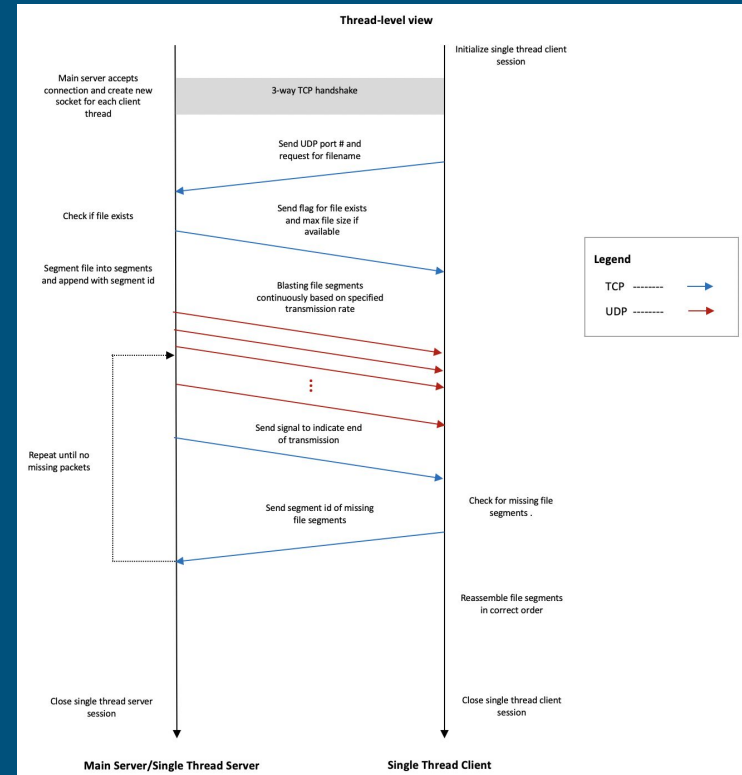 Thread-level view
Initialize single thread client
session
Main server accepts
connection and create new
socket for each client
thread
3-way TCP handshake
Send UDP port # and
request for filename
Check if file exists
Send flag for file exists
and max file size if
available
Segment file into segments
and append with segment id
Blasting file segments
continuously based on specified
transmission rate
Legend
TCP --------
UDP --------
Send signal to indicate end
of transmission
Repeat until no
missing packets
Check for missing file
segments .
Send segment id of missing
file segments
Reassemble file segments
in correct order
Close single thread server
session
Close single thread client
session
Main Server/Single Thread Server
Single Thread Client